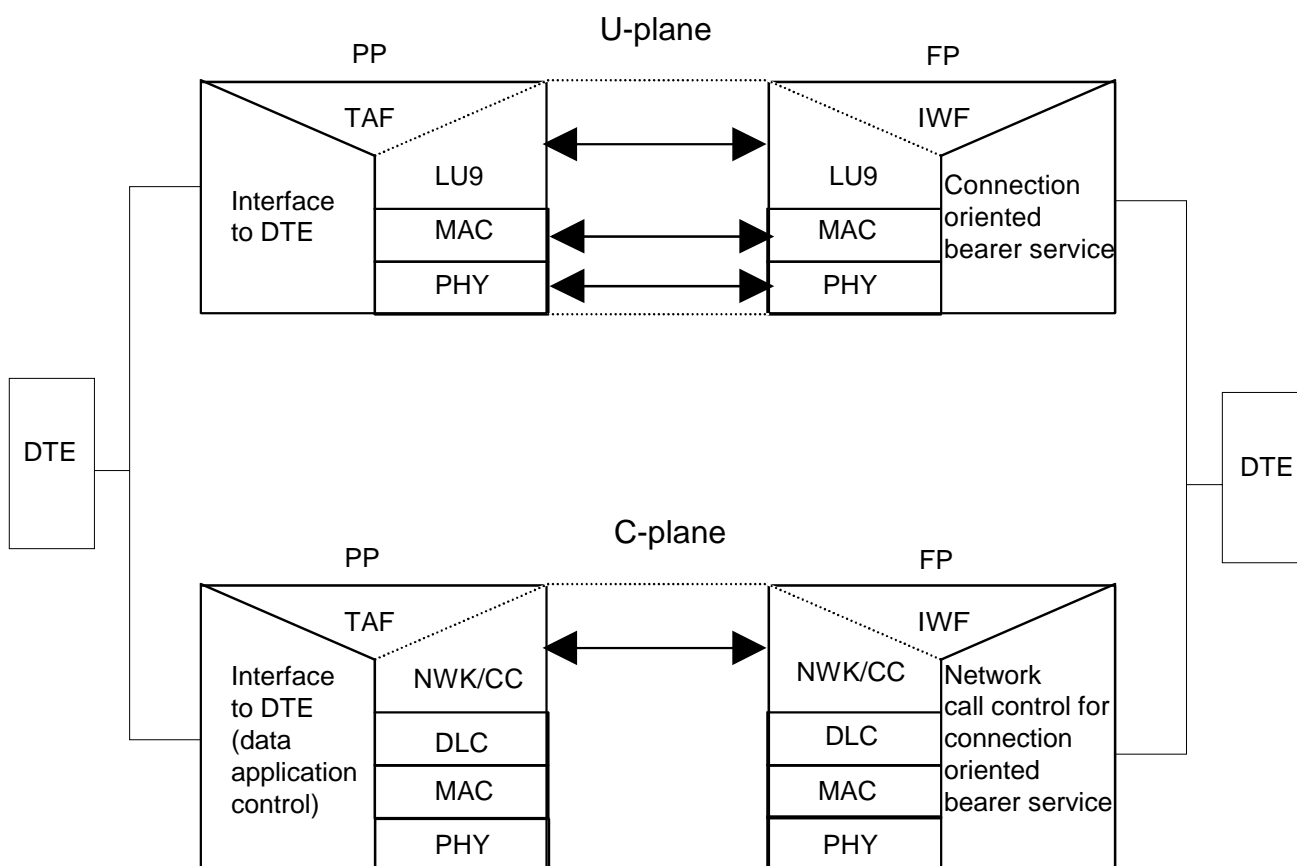 U-plane
PP
FP
TAF
IWF
LU9
LU9
Interface
to DTE
Connection
oriented
bearer service
MAC
MAC
PHY
PHY
DTE
DTE
C-plane
PP
FP
TAF
IWF
Interface
to DTE
(data
application
control)
NWK/CC
NWK/CC
Network
call control for
connection
oriented
bearer service
DLC
DLC
MAC
MAC
PHY
PHY